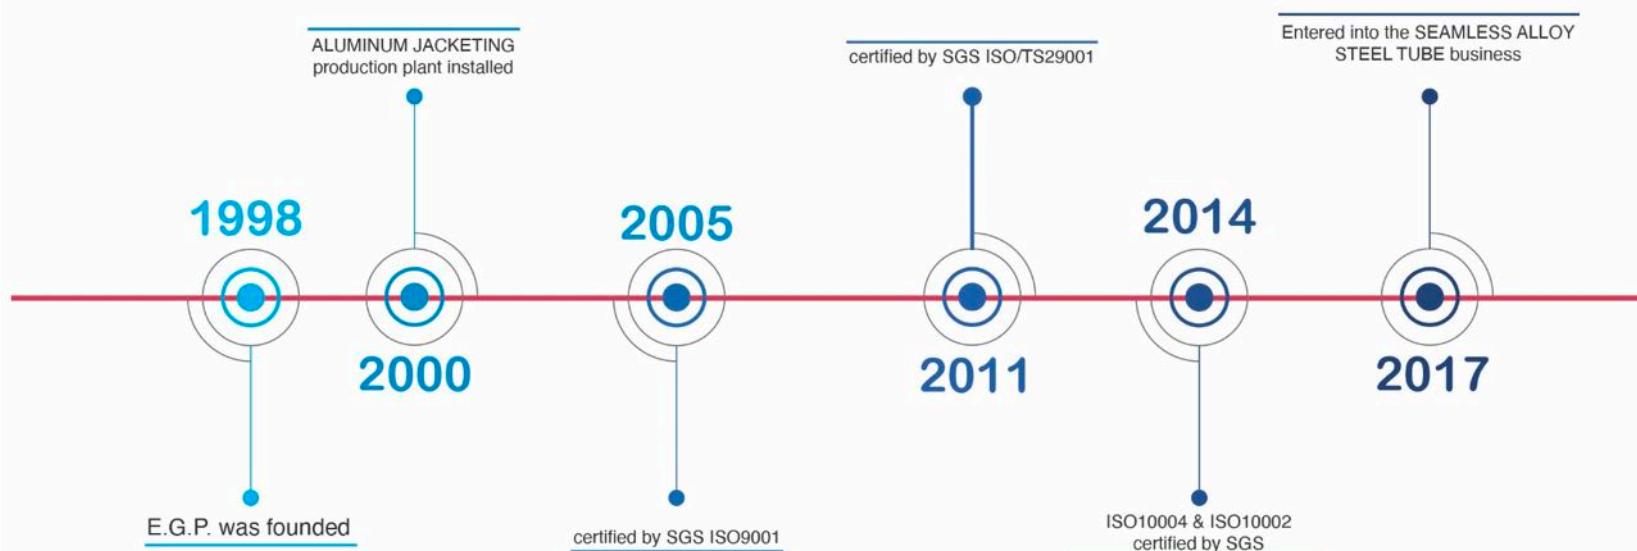 ALUMINUM JACKETING
production plant installed
certified by SGS ISO/TS29001
Entered into the SEAMLESS ALLOY
STEEL TUBE business
1998
2005
2014
2000
2011
2017
E.G.P. was founded
certified by SGS ISO9001
ISO10004 & ISO10002
certified by SGS